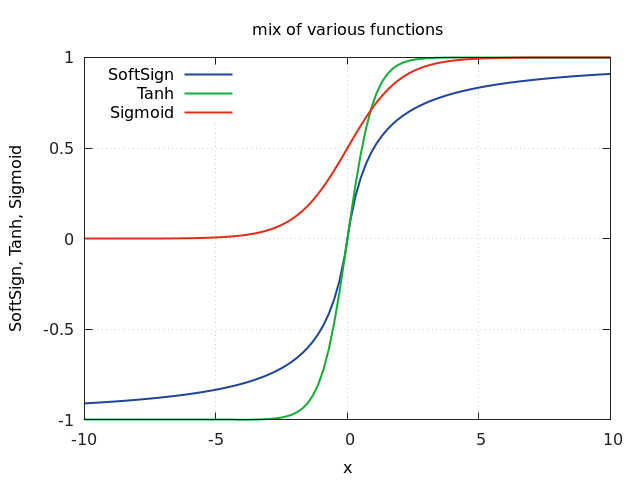 mix of various functions
SoftSign
Tanh
Sigmoid
1
0.5
0
-0.5
-1
SoftSign, Tanh, Sigmoid
-10
-5
0
5
10
x